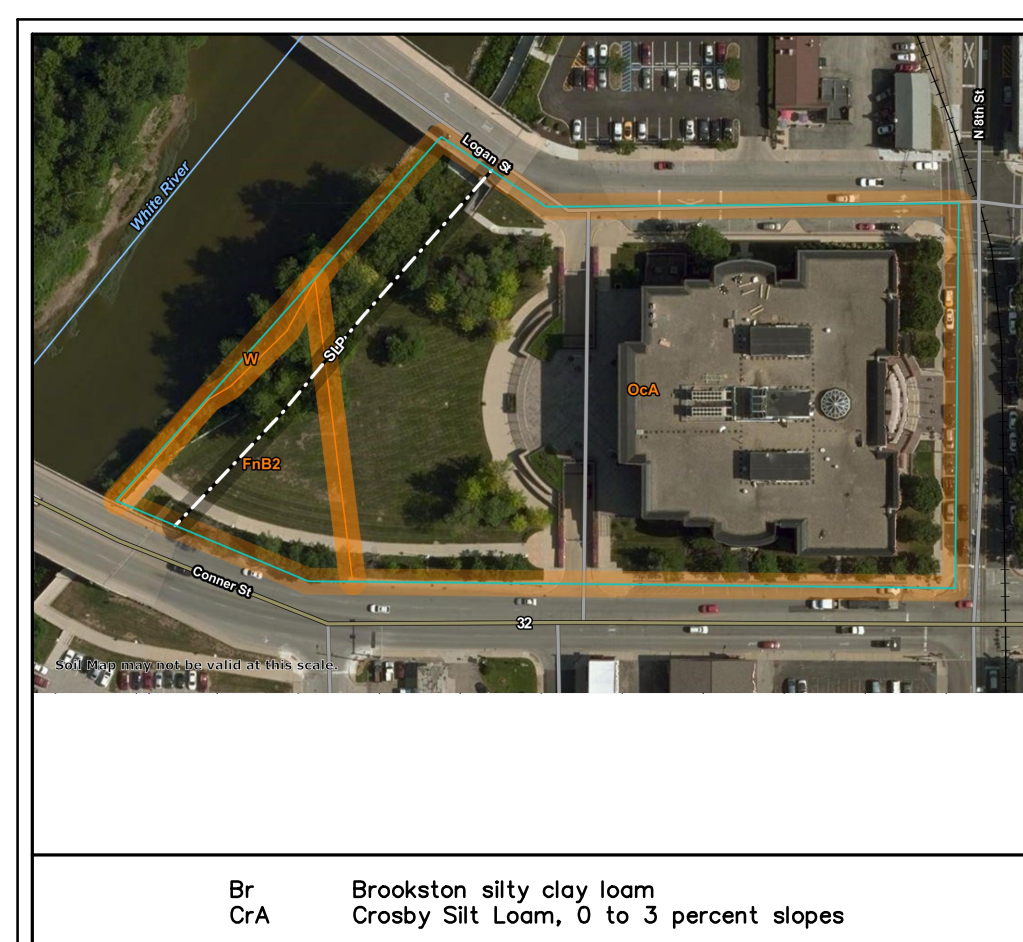 Logan St
N 8th St
White River
W
SLP
OcA
FnB2
Conner St
32
Soil Map may not be valid at this scale.
Br Brookston silty clay loam
CrA Crosby Silt Loam, 0 to 3 percent slopes